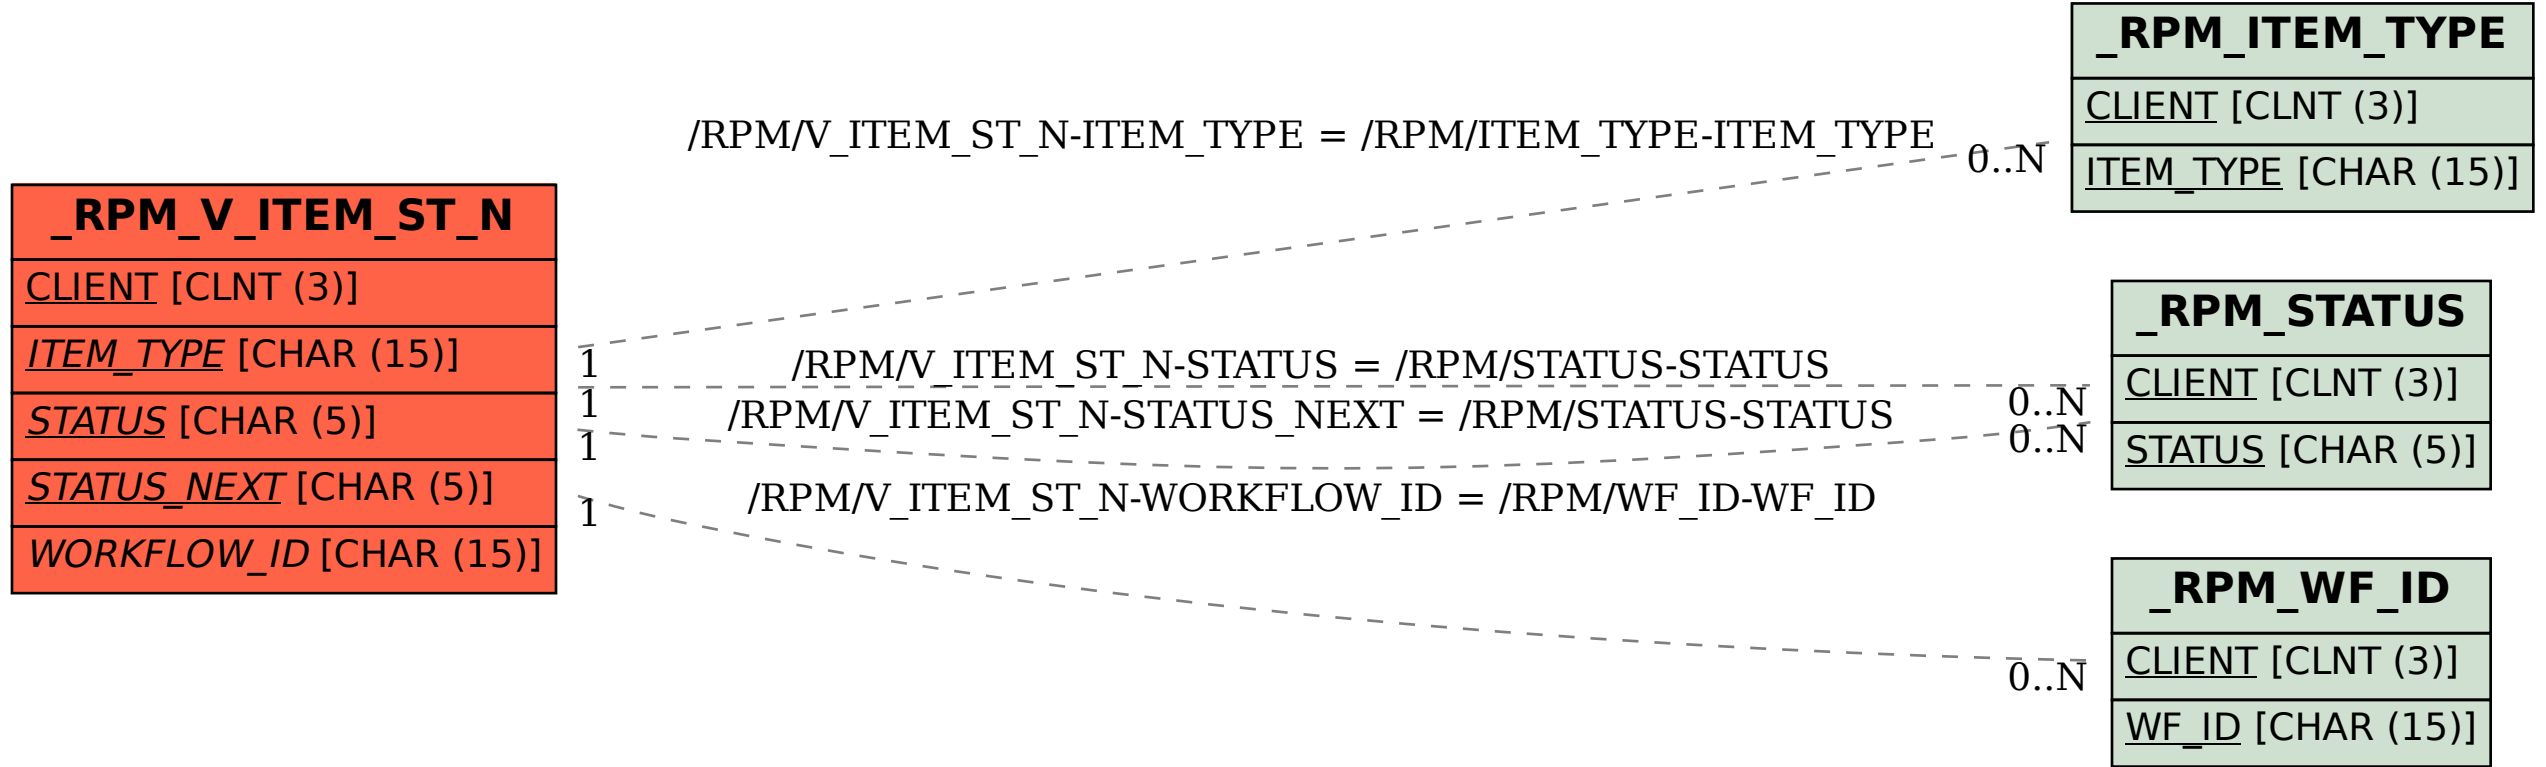 _RPM_V_ITEM_ST_N
CLIENT [CLNT (3)]
ITEM_TYPE [CHAR (15)]
STATUS [CHAR (5)]
STATUS_NEXT [CHAR (5)]
WORKFLOW_ID [CHAR (15)]
/RPM/V_ITEM_ST_N-ITEM_TYPE = /RPM/ITEM_TYPE-ITEM_TYPE
0..N
1
/RPM/V_ITEM_ST_N-STATUS = /RPM/STATUS-STATUS
1
0..N
/RPM/V_ITEM_ST_N-STATUS_NEXT = /RPM/STATUS-STATUS
1
0..N
/RPM/V_ITEM_ST_N-WORKFLOW_ID = /RPM/WF_ID-WF_ID
1
0..N
_RPM_ITEM_TYPE
CLIENT [CLNT (3)]
ITEM_TYPE [CHAR (15)]
_RPM_STATUS
CLIENT [CLNT (3)]
STATUS [CHAR (5)]
_RPM_WF_ID
CLIENT [CLNT (3)]
WF_ID [CHAR (15)]